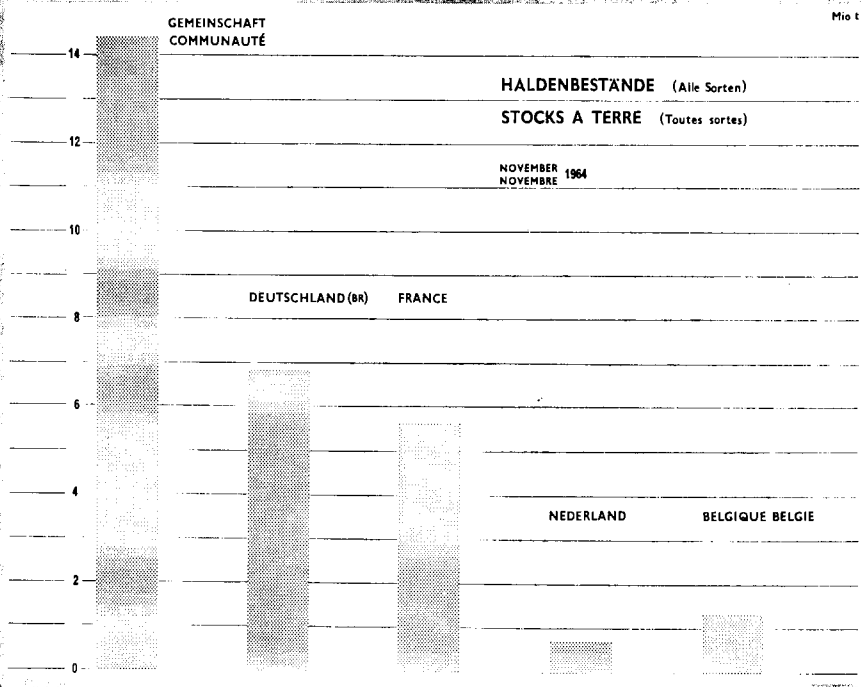 Mio t
GEMEINSCHAFT
COMMUNAUTÉ
14
HALDENBESTÄNDE (Alle Sorten)
STOCKS A TERRE (Toutes sortes)
12
NOVEMBER
NOVEMBRE 1964
10
DEUTSCHLAND (BR) FRANCE
8
6
4
NEDERLAND BELGIQUE BELGIE
2
0